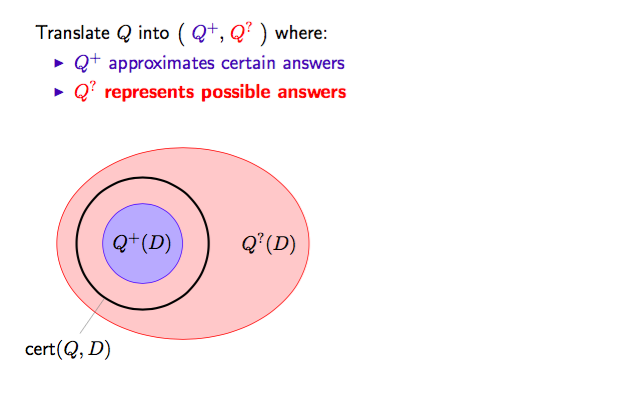 Translate Q into ( Q⁺, Q? ) where:
▸ Q⁺ approximates certain answers
▸ Q? represents possible answers
Q⁺(D) Q?(D)
cert(Q, D)